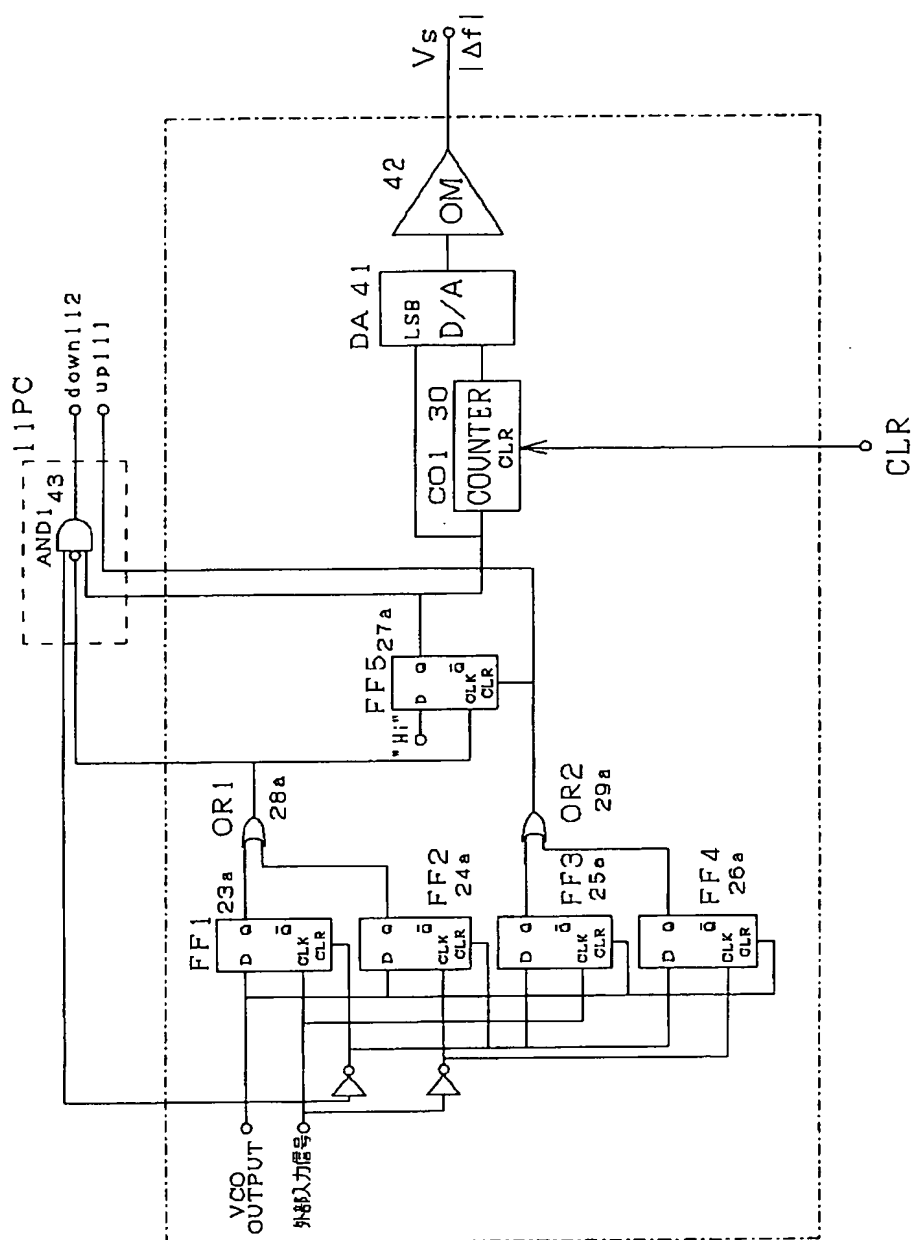 11PC
AND1
43
down112
up111
Vs
|Δf|
42
OM
DA 41
LSB
D/A
CO1 30
COUNTER
CLR
CLR
FF5
27a
"Hi"
D Q
Q̄
CLK
CLR
OR1
28a
OR2
29a
FF1
23a
D Q
Q̄
CLK
CLR
FF2
24a
D Q
Q̄
CLK
CLR
FF3
25a
D Q
Q̄
CLK
CLR
FF4
26a
D Q
Q̄
CLK
CLR
VCO
OUTPUT
外部入力信号